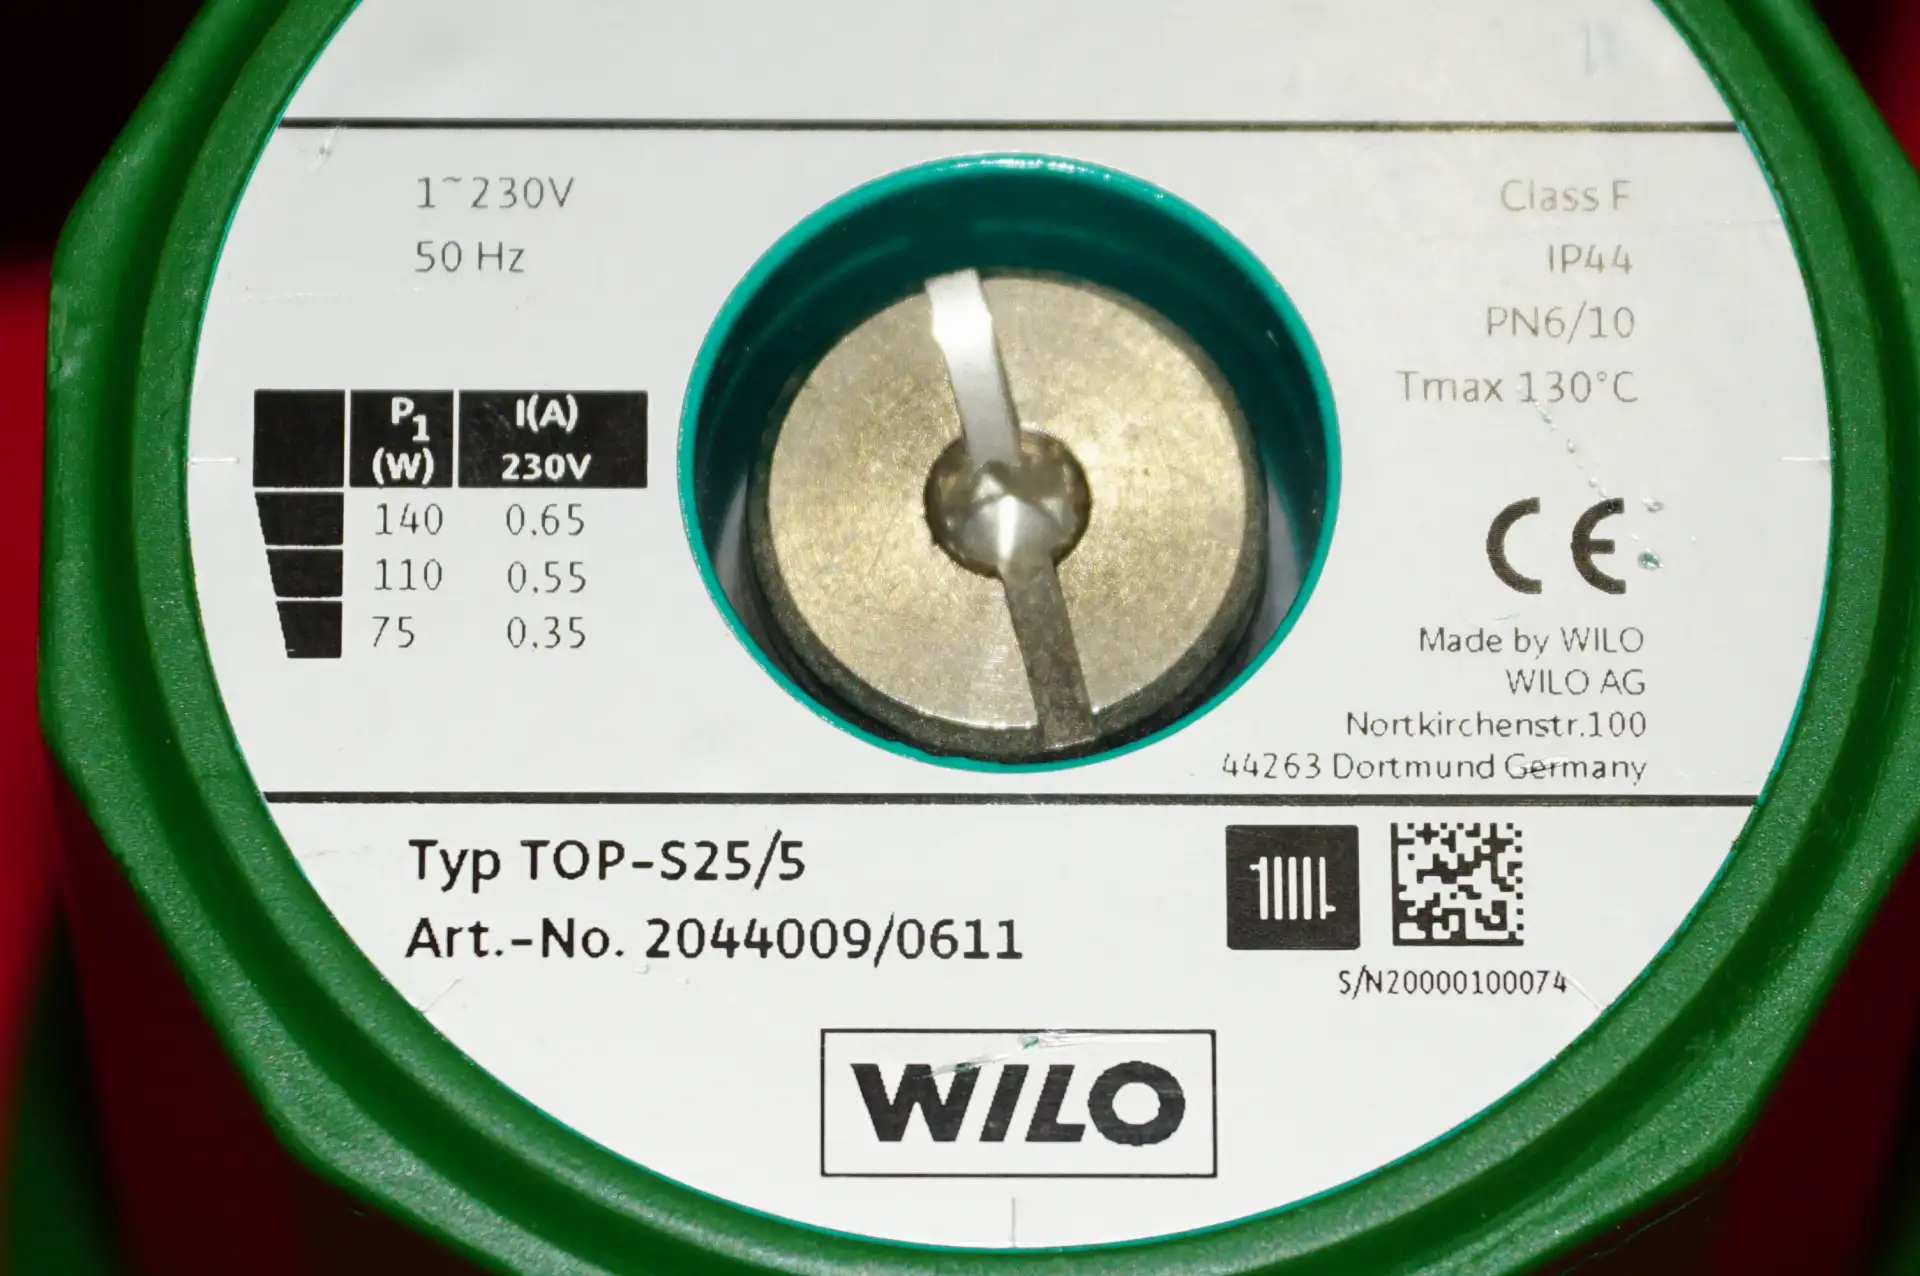 1~230V
50 Hz
Class F
IP44
PN6/10
Tmax 130°C
P1 (W) I(A) 230V
140 0.65
110 0.55
75 0.35
CE
Made by WILO
WILO AG
Nortkirchenstr.100
44263 Dortmund Germany
Typ TOP-S25/5
Art.-No. 2044009/0611
S/N20000100074
WILO